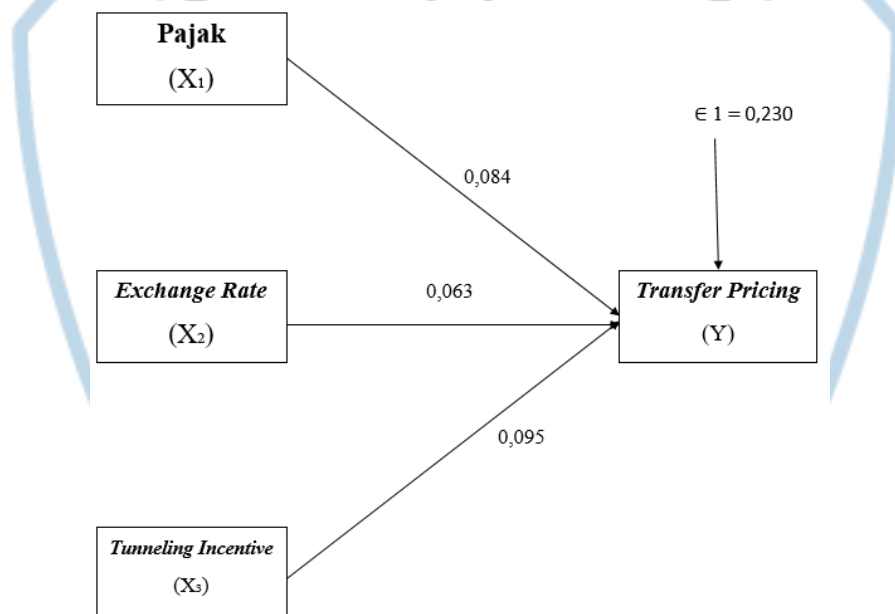 Pajak
(X₁)
∈ 1 = 0,230
0,084
Exchange Rate
(X₂)
0,063
Transfer Pricing
(Y)
0,095
Tunneling Incentive
(X₃)